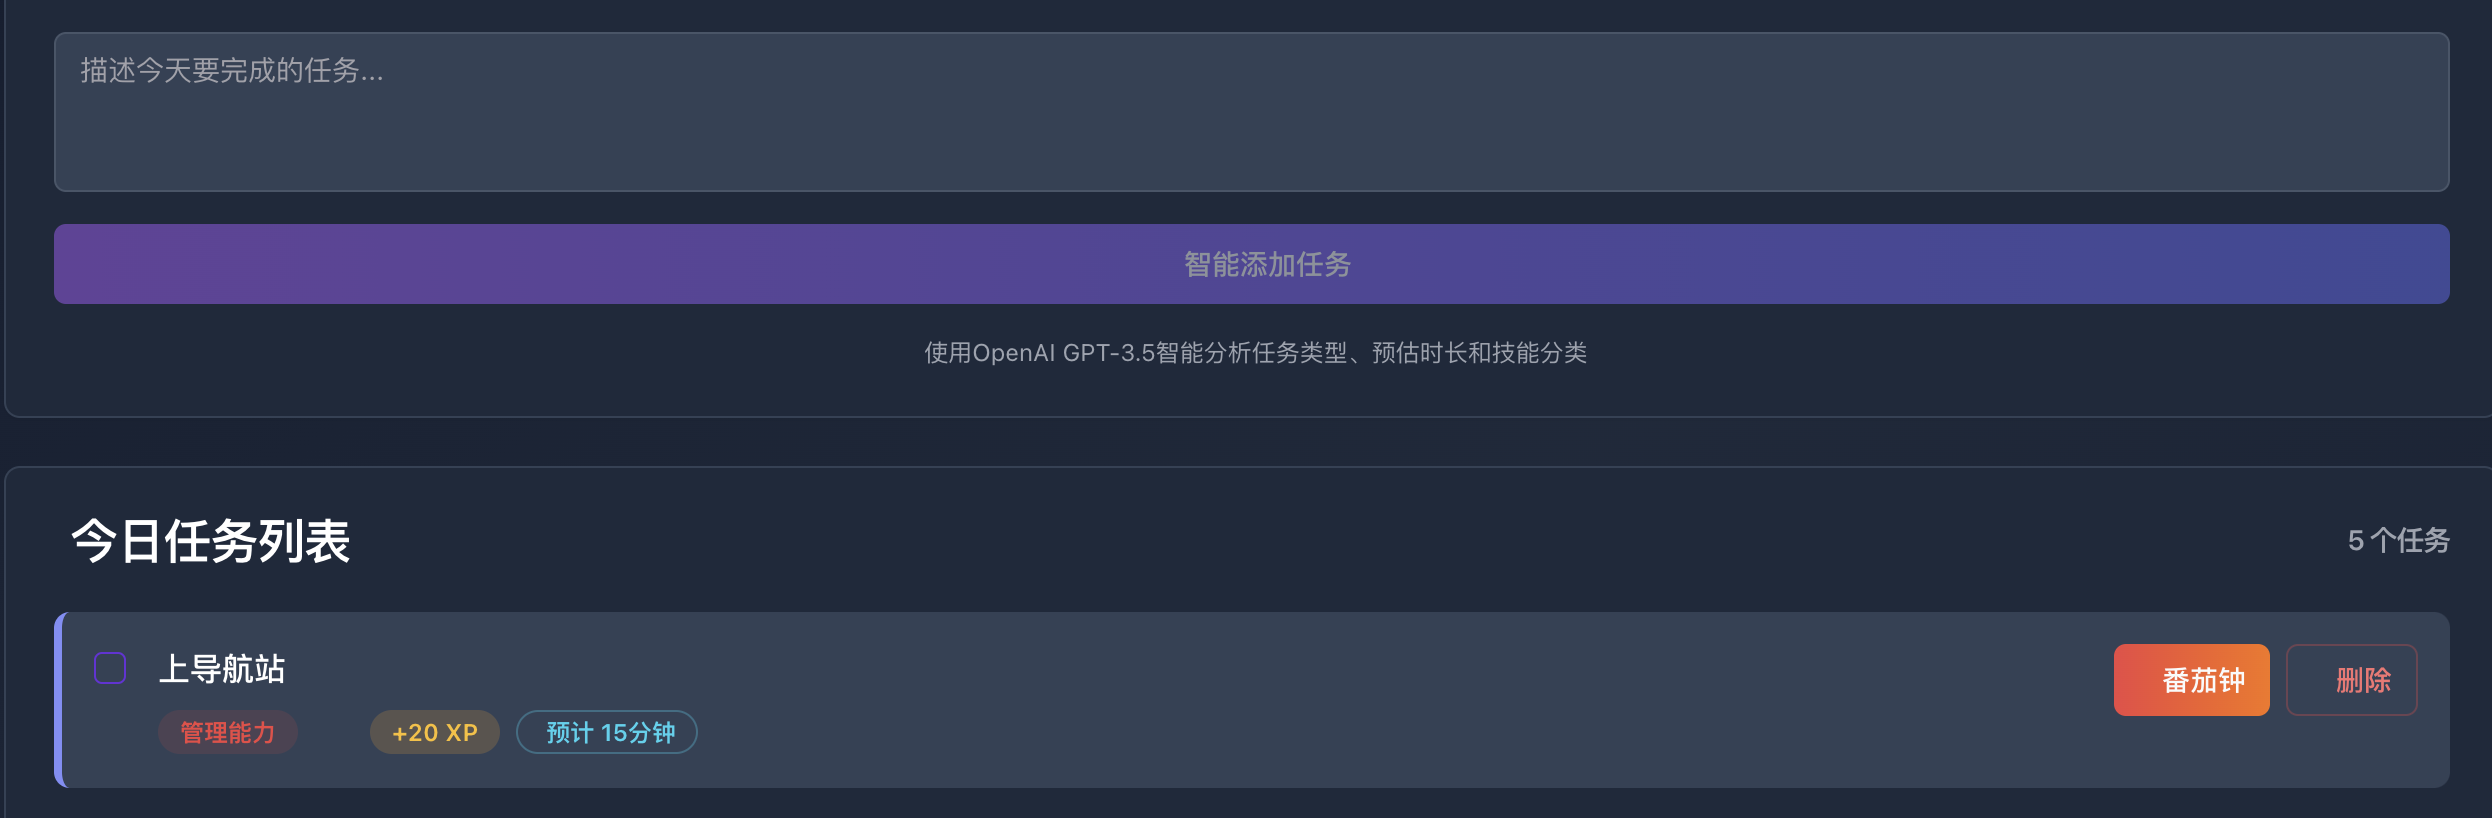 描述今天要完成的任务...
智能添加任务
使用OpenAI GPT-3.5智能分析任务类型、预估时长和技能分类
今日任务列表
5 个任务
上导航站
番茄钟
删除
管理能力
+20 XP
预计 15分钟